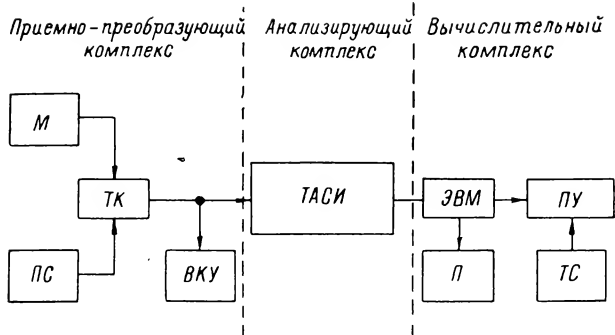 Приемно-преобразующий
комплекс
Анализирующий
комплекс
Вычислительный
комплекс
М
ТК
ТАСИ
ЭВМ
ПУ
ПС
ВКУ
П
ТС